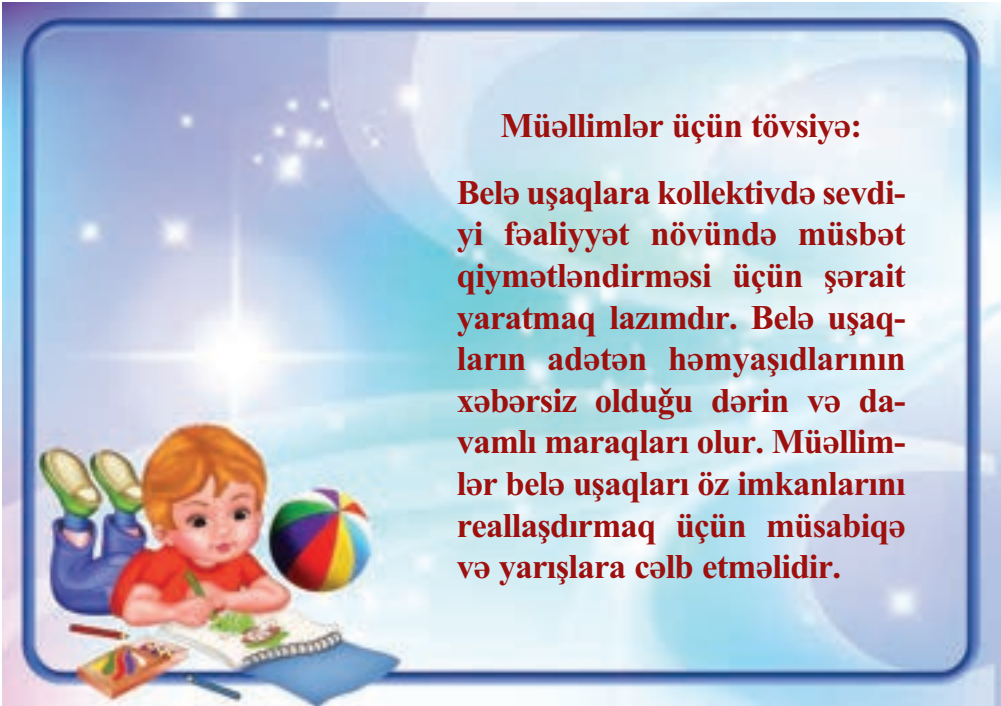 Müəllimlər üçün tövsiyə:
Belə uşaqlara kollektivdə sevdi-
yi fəaliyyət növündə müsbət
qiymətləndirməsi üçün şərait
yaratmaq lazımdır. Belə uşaq-
ların adətən həmyaşıdlarının
xəbərsiz olduğu dərin və da-
vamlı maraqları olur. Müəllim-
lər belə uşaqları öz imkanlarını
reallaşdırmaq üçün müsabiqə
və yarışlara cəlb etməlidir.